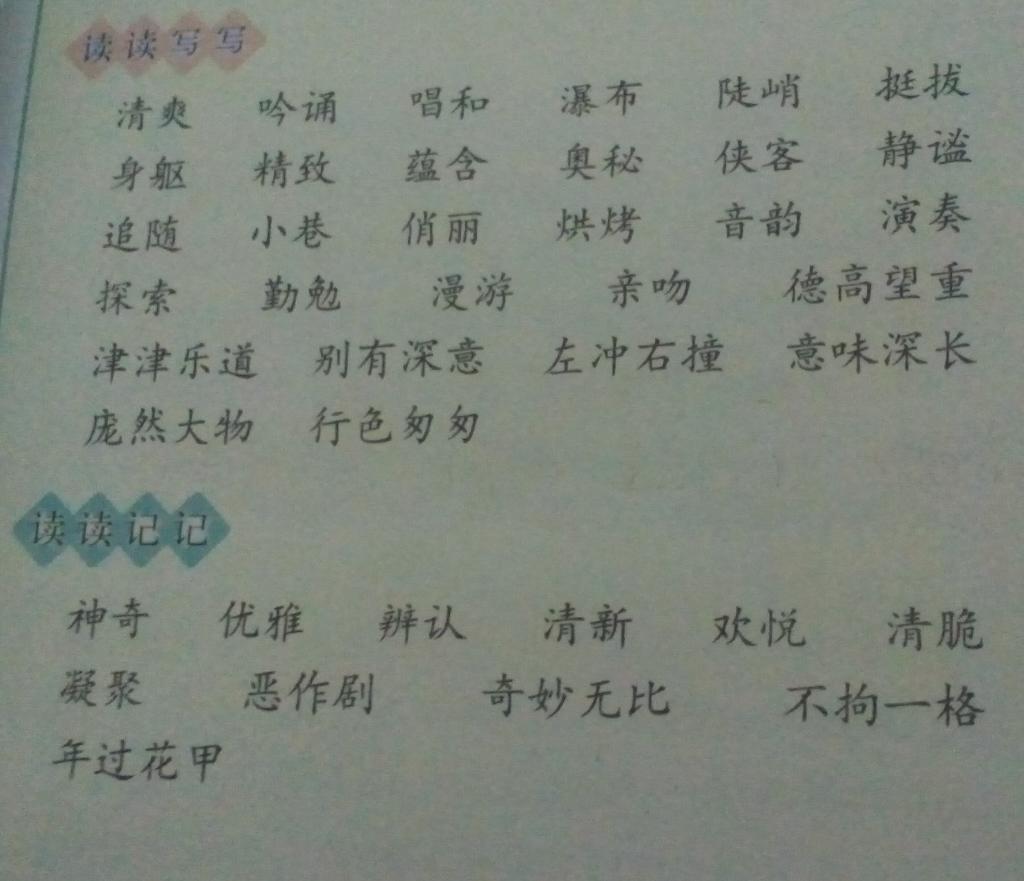 读读写写
清爽 吟诵 唱和 瀑布 陡峭 挺拔
身躯 精致 蕴含 奥秘 侠客 静谧
追随 小巷 俏丽 烘烤 音韵 演奏
探索 勤勉 漫游 亲吻 德高望重
津津乐道 别有深意 左冲右撞 意味深长
庞然大物 行色匆匆
读读记记
神奇 优雅 辨认 清新 欢悦 清脆
凝聚 恶作剧 奇妙无比 不拘一格
年过花甲